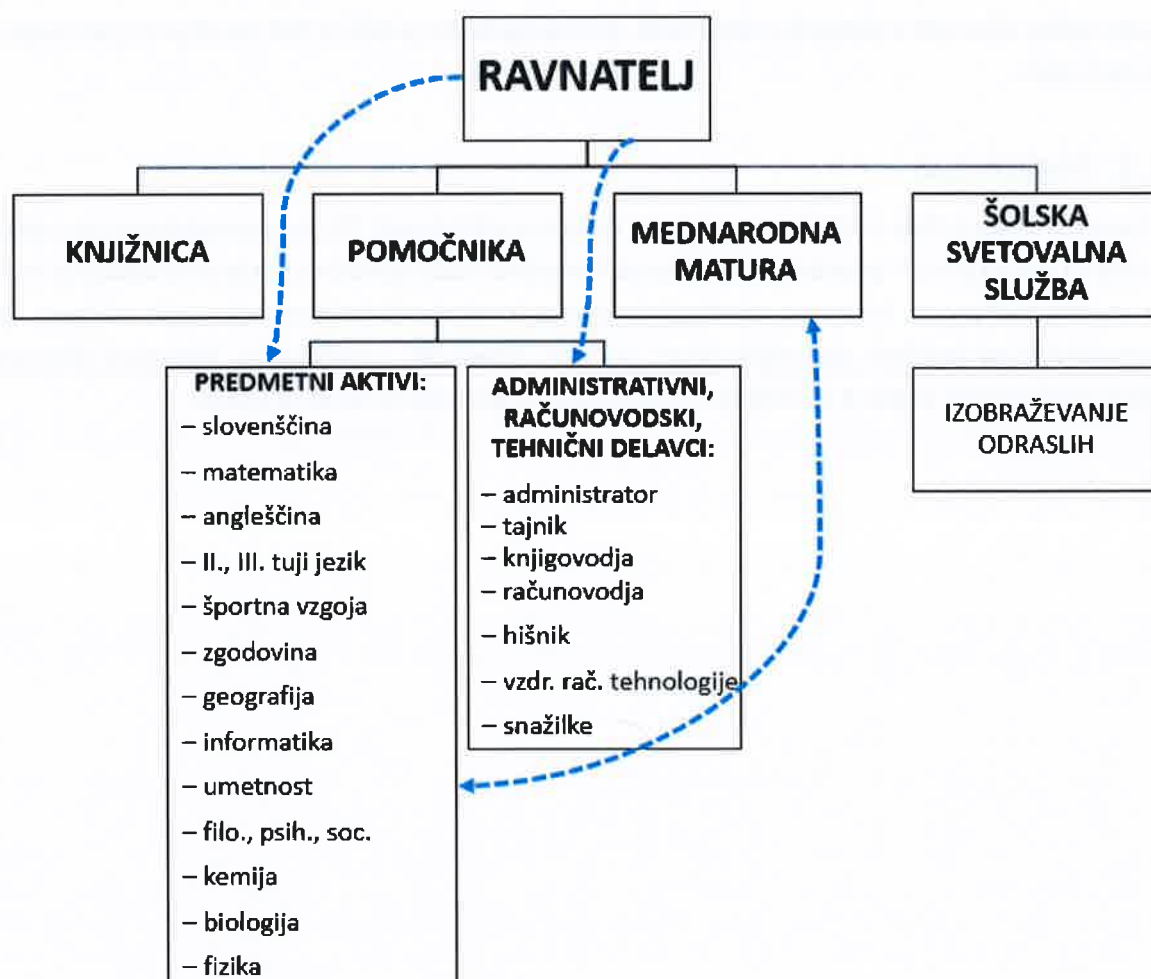 RAVNATELJ
KNJIŽNICA
POMOČNIKA
MEDNARODNA
MATURA
ŠOLSKA
SVETOVALNA
SLUŽBA
PREDMETNI AKTIVI:
– slovenščina
– matematika
– angleščina
– II., III. tuji jezik
– športna vzgoja
– zgodovina
– geografija
– informatika
– umetnost
– filo., psih., soc.
– kemija
– biologija
– fizika
ADMINISTRATIVNI,
RAČUNOVODSKI,
TEHNIČNI DELAVCI:
– administrator
– tajnik
– knjigovodja
– računovodja
– hišnik
– vzdr. rač. tehnologije
– snažilke
IZOBRAŽEVANJE
ODRASLIH